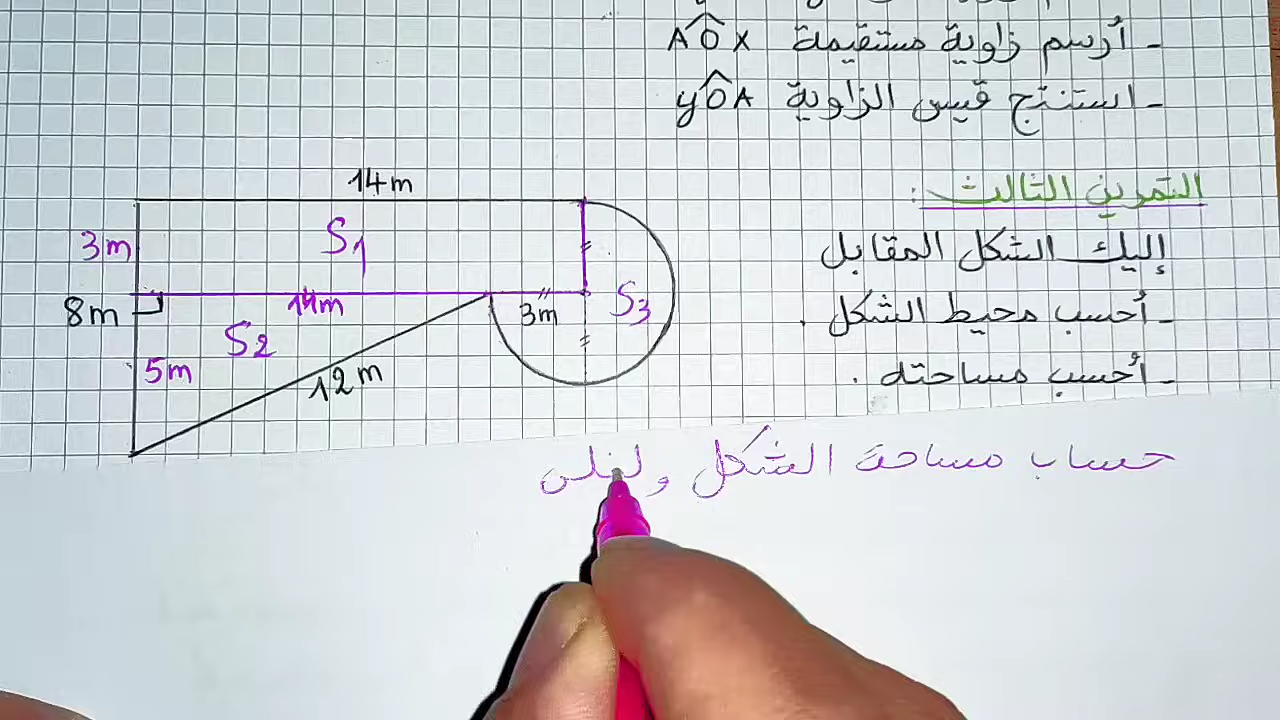 - أرسم زاوية مستقيمة AÔX
- استنتج قيس الزاوية yÔA
التمرين الثالث :
إليك الشكل المقابل
- أحسب محيط الشكل .
- أحسب مساحته .
14m
3m
S1
14m
8m
S2
5m
12m
3m
S3
حساب مساحة الشكل ولتكن